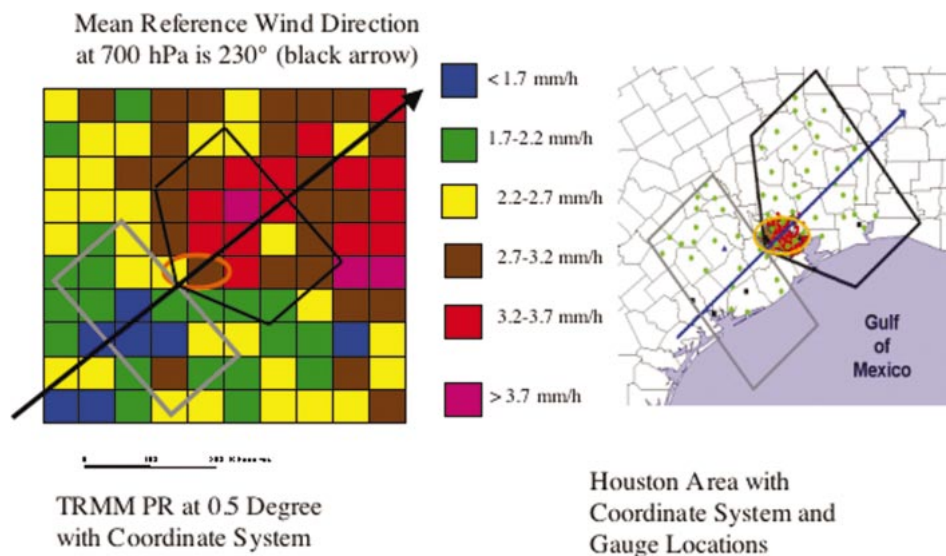 Mean Reference Wind Direction
at 700 hPa is 230° (black arrow)
< 1.7 mm/h
1.7-2.2 mm/h
2.2-2.7 mm/h
2.7-3.2 mm/h
3.2-3.7 mm/h
> 3.7 mm/h
Gulf
of
Mexico
TRMM PR at 0.5 Degree
with Coordinate System
Houston Area with
Coordinate System and
Gauge Locations